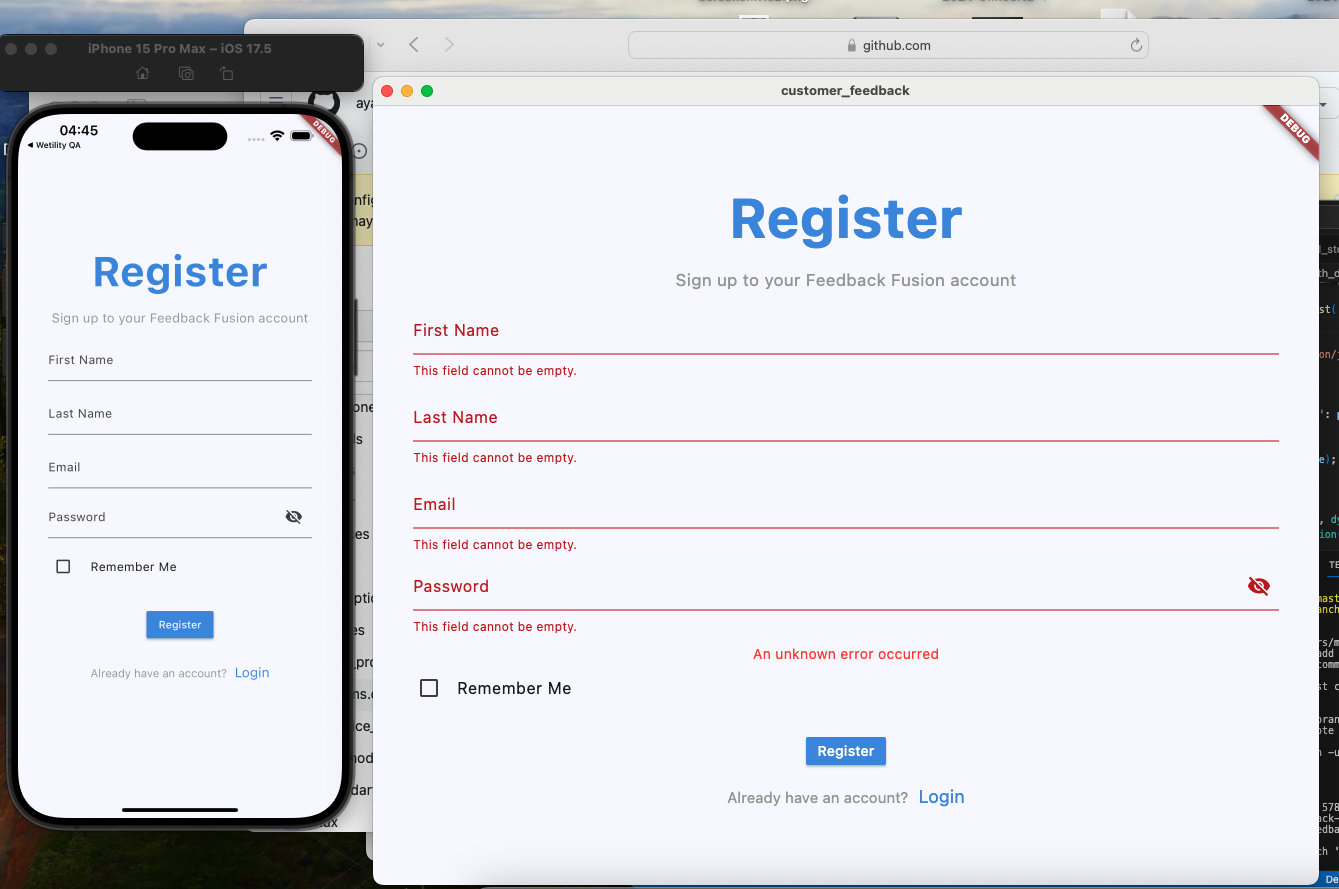 iPhone 15 Pro Max – iOS 17.5
04:45
◀ Wetility QA
DEBUG
Register
Sign up to your Feedback Fusion account
First Name
Last Name
Email
Password
Remember Me
Register
Already have an account? Login
github.com
customer_feedback
DEBUG
Register
Sign up to your Feedback Fusion account
First Name
This field cannot be empty.
Last Name
This field cannot be empty.
Email
This field cannot be empty.
Password
This field cannot be empty.
An unknown error occurred
Remember Me
Register
Already have an account? Login